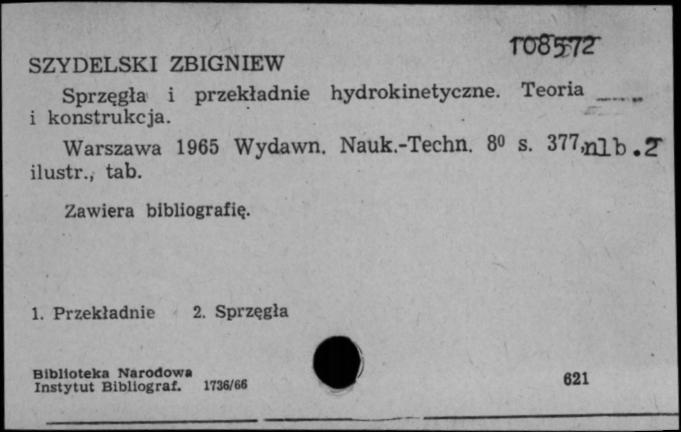 108572
SZYDELSKI ZBIGNIEW
Sprzęgła i przekładnie hydrokinetyczne. Teoria
i konstrukcja.
Warszawa 1965 Wydawn. Nauk.-Techn. 8⁰ s. 377,nlb.2
ilustr., tab.
Zawiera bibliografię.
1. Przekładnie 2. Sprzęgła
Biblioteka Narodowa
Instytut Bibliograf. 1736/66 621